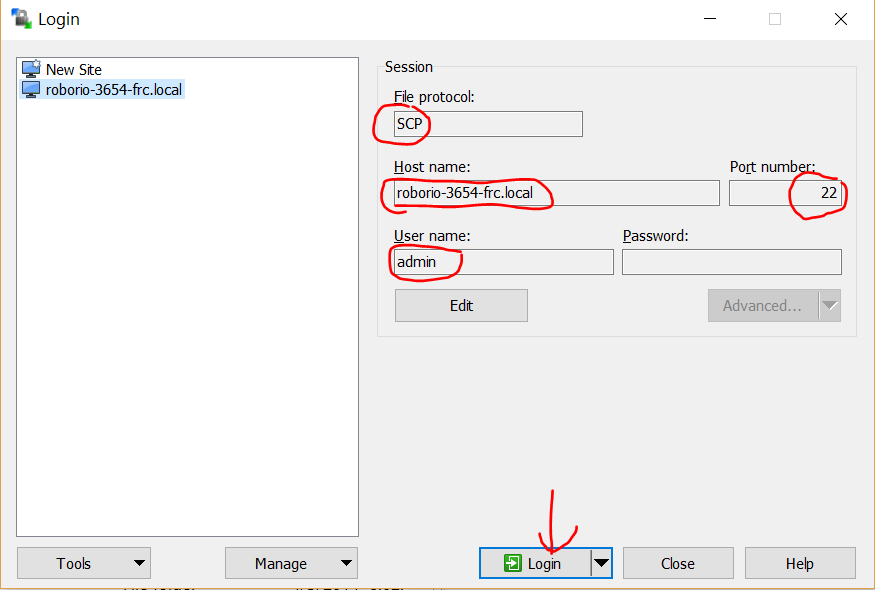 Login
New Site
roborio-3654-frc.local
Session
File protocol:
SCP
Host name:
Port number:
roborio-3654-frc.local
22
User name:
Password:
admin
Edit
Advanced...
Tools
Manage
Login
Close
Help